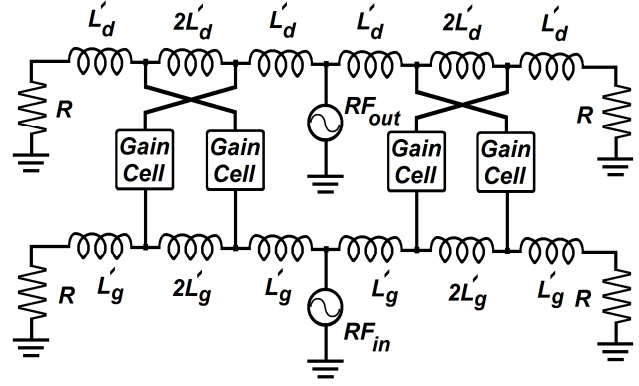 L′d 2L′d L′d L′d 2L′d L′d
R RFout R
Gain Cell Gain Cell Gain Cell Gain Cell
R L′g 2L′g L′g L′g 2L′g L′g R
RFin